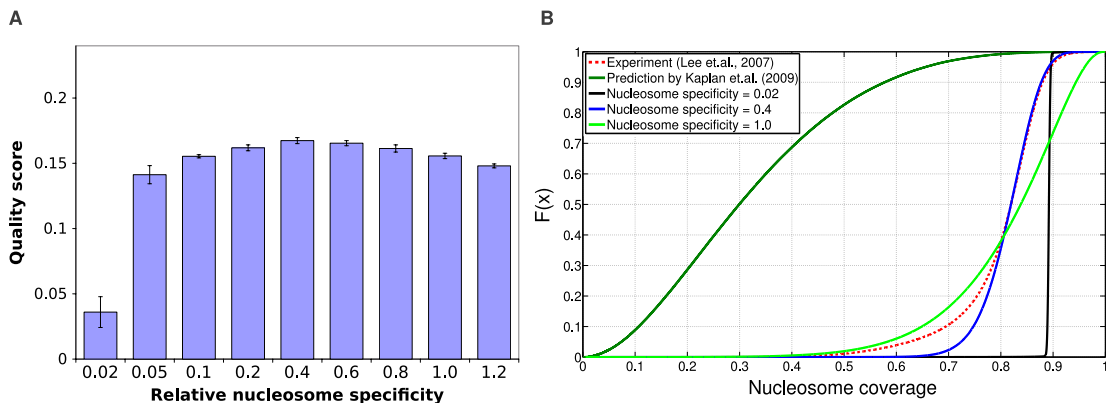 A
Quality score
0.2
0.15
0.1
0.05
0
0.02 0.05 0.1 0.2 0.4 0.6 0.8 1.0 1.2
Relative nucleosome specificity
B
F(x)
1
0.9
0.8
0.7
0.6
0.5
0.4
0.3
0.2
0.1
0
Experiment (Lee et.al., 2007)
Prediction by Kaplan et.al. (2009)
Nucleosome specificity = 0.02
Nucleosome specificity = 0.4
Nucleosome specificity = 1.0
0 0.1 0.2 0.3 0.4 0.5 0.6 0.7 0.8 0.9 1
Nucleosome coverage